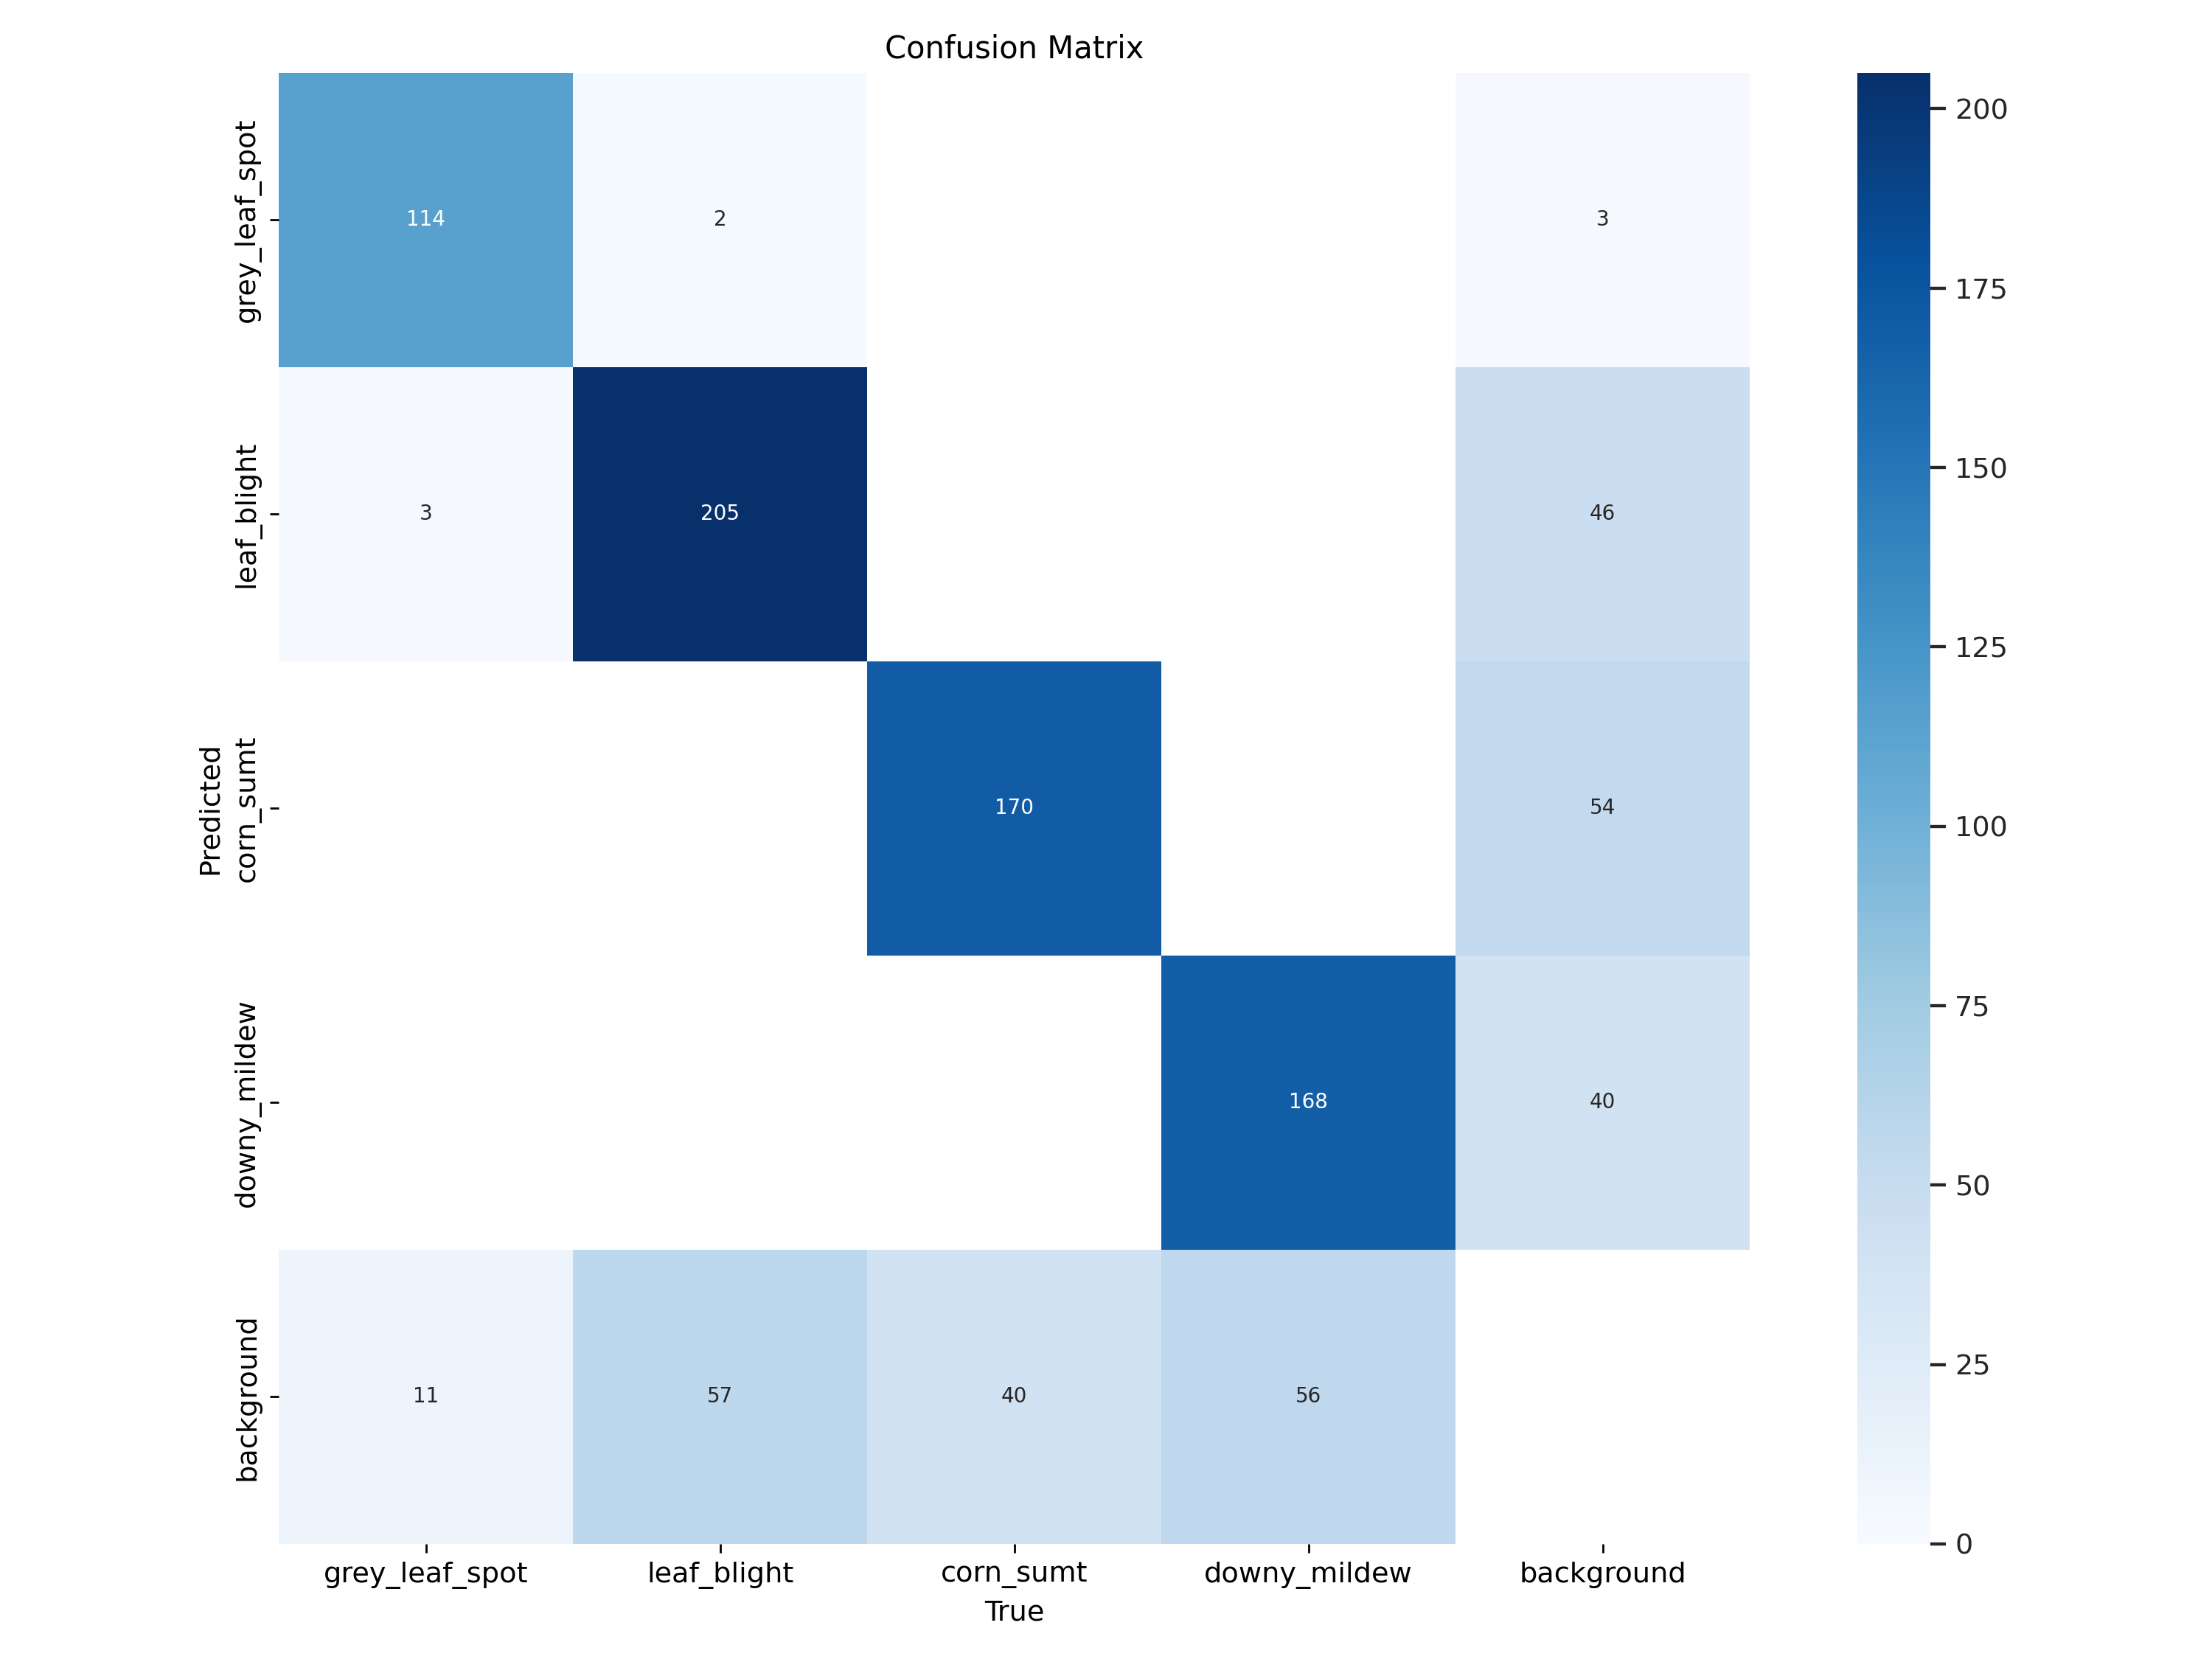 Confusion Matrix
grey_leaf_spot
114
2
3
leaf_blight
3
205
46
Predicted
corn_sumt
170
54
downy_mildew
168
40
background
11
57
40
56
grey_leaf_spot
leaf_blight
corn_sumt
downy_mildew
background
True
200
175
150
125
100
75
50
25
0